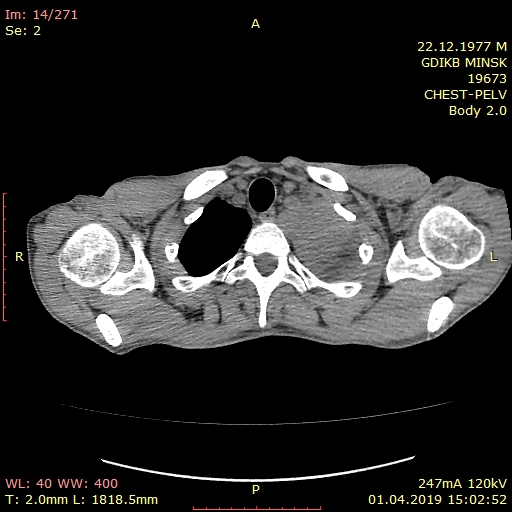 Im: 14/271
Se: 2
A
22.12.1977 M
GDIKB MINSK
19673
CHEST-PELV
Body 2.0
R
L
WL: 40 WW: 400
T: 2.0mm L: 1818.5mm
P
247mA 120kV
01.04.2019 15:02:52